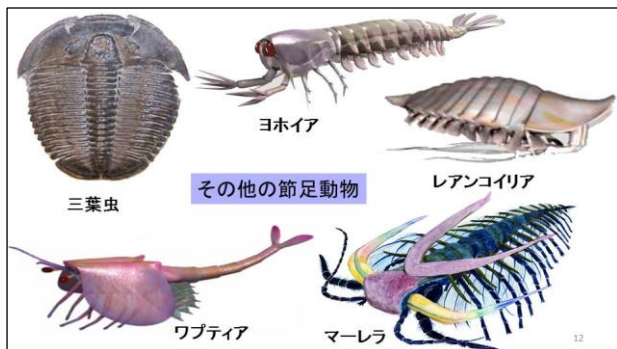 ヨホイア
レアンコイリア
三葉虫
その他の節足動物
ワプティア
マーレラ
12